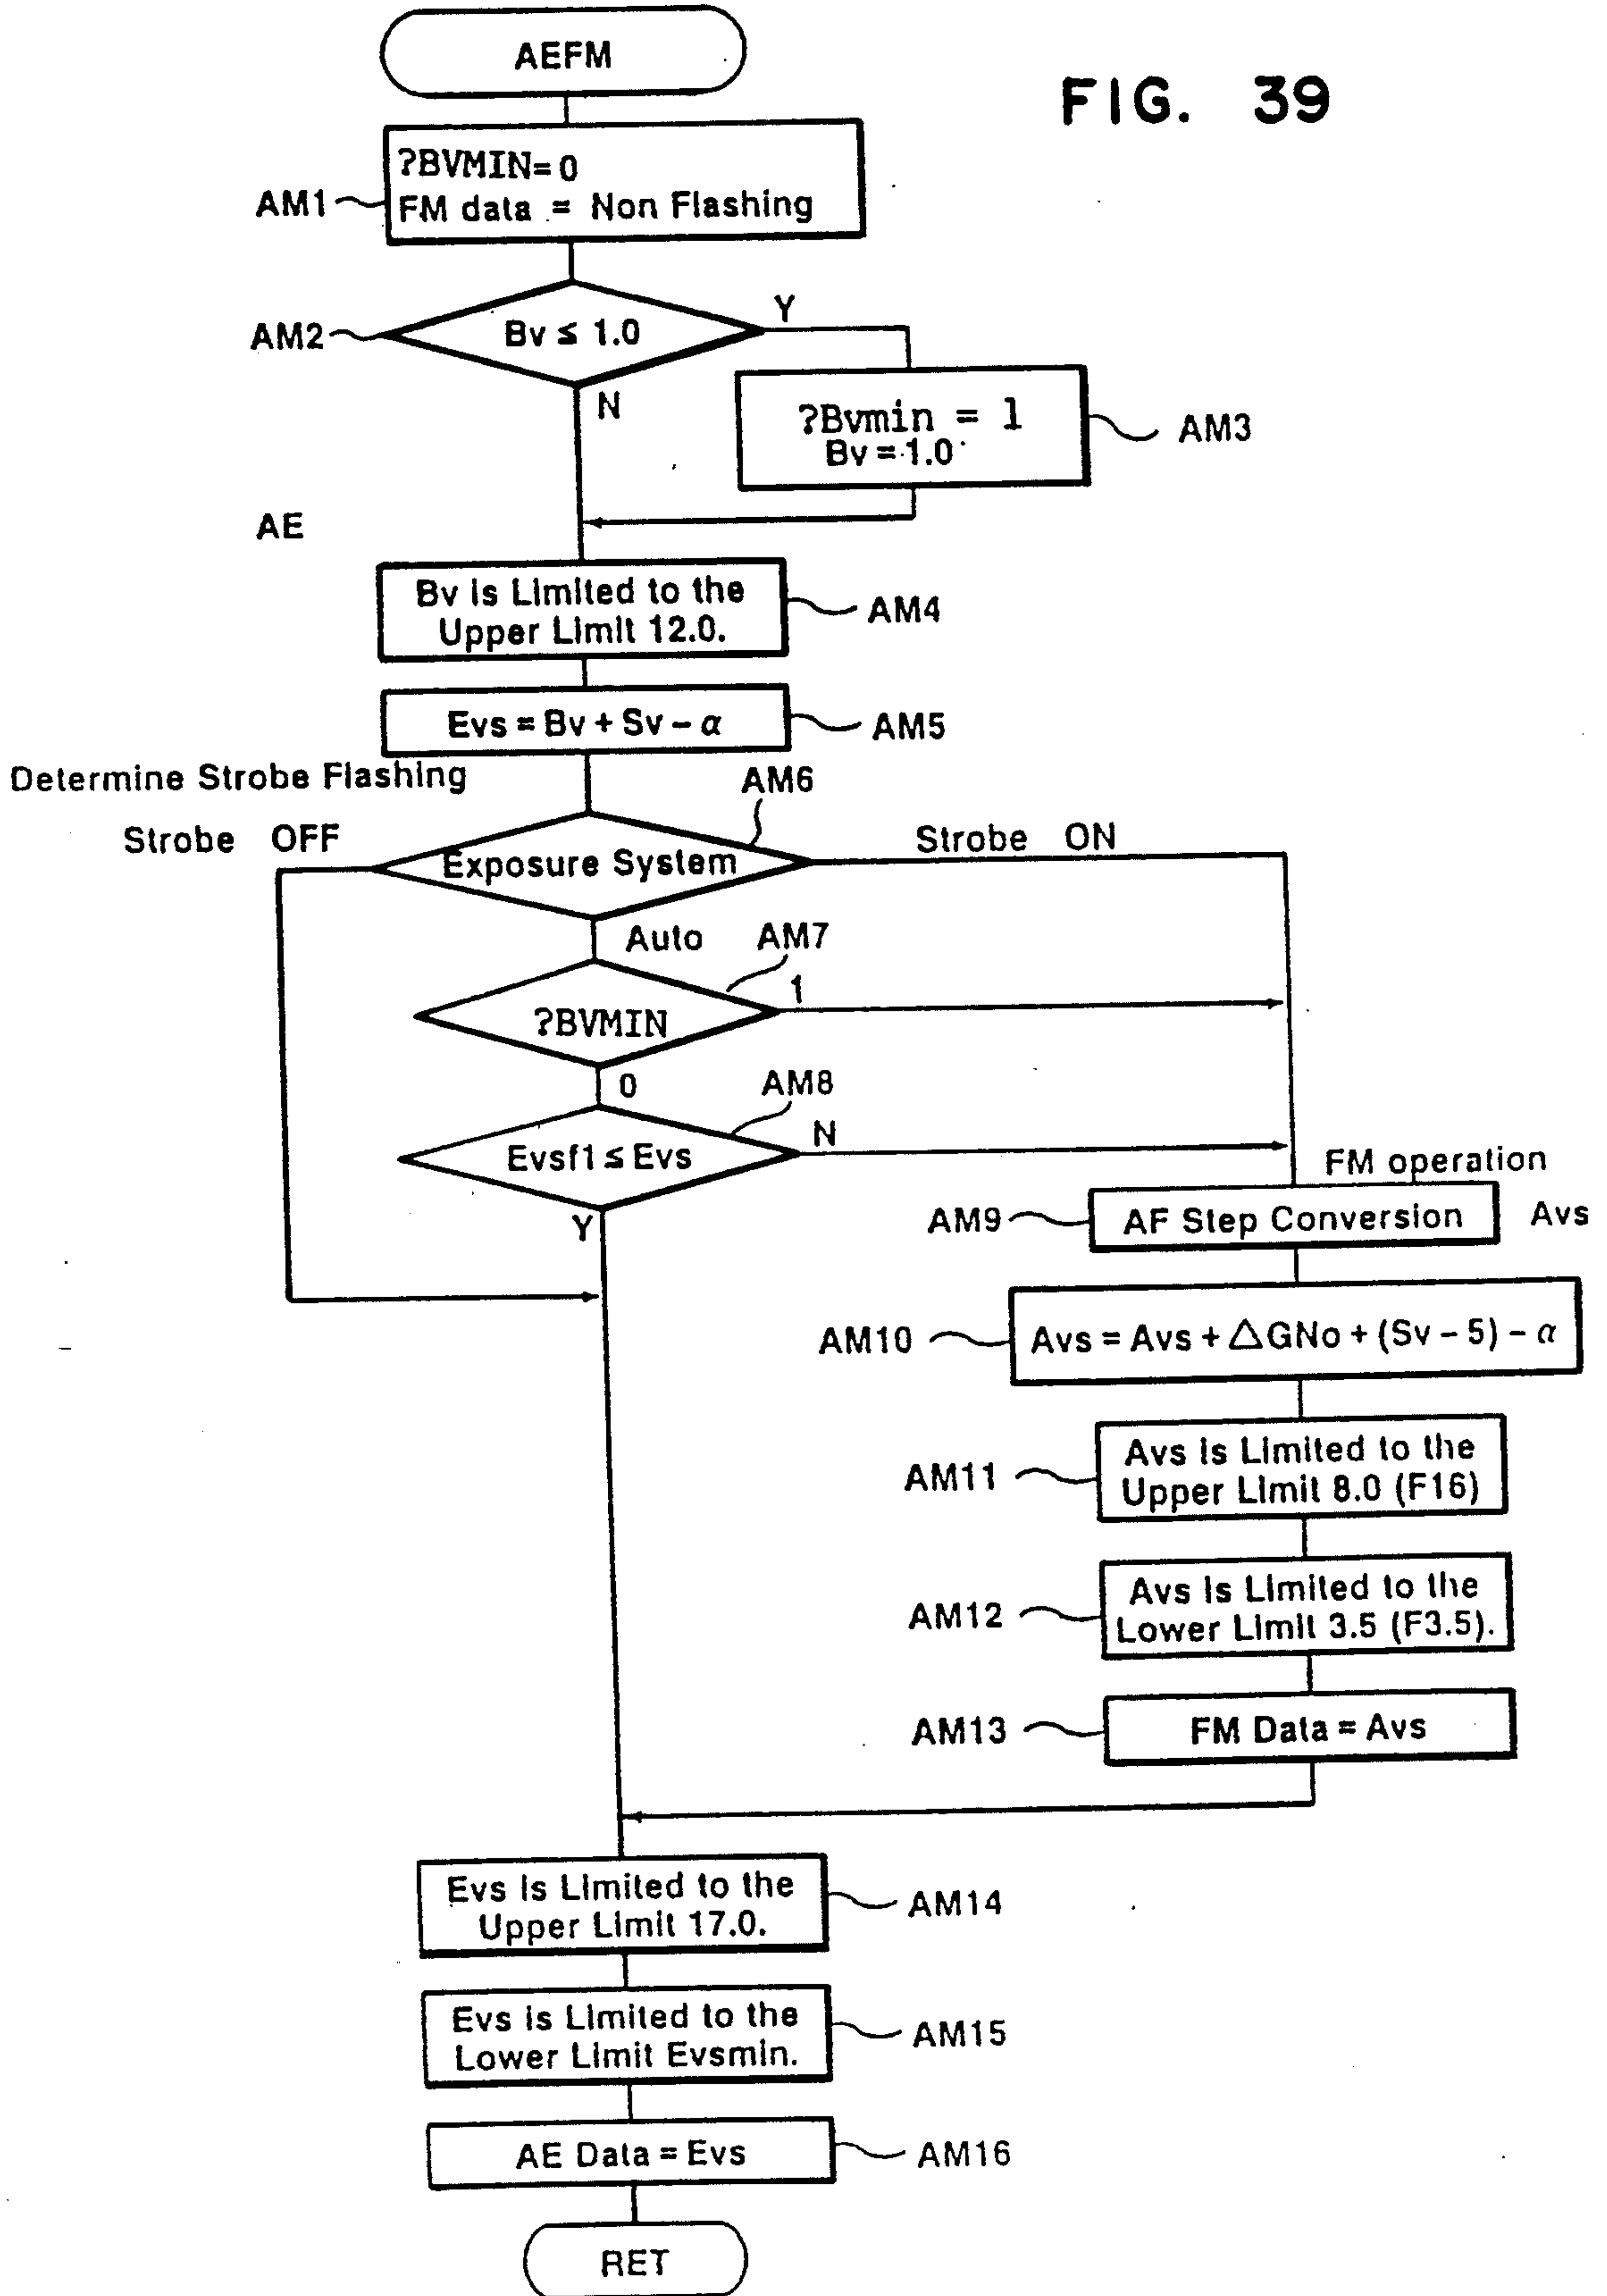 AEFM
FIG. 39
?BVMIN= 0
FM data = Non Flashing
AM1
AM2
Bv ≤ 1.0
Y
N
?Bvmin = 1
Bv = 1.0
AM3
AE
Bv is Limited to the
Upper Limit 12.0.
AM4
Evs = Bv + Sv - α
AM5
Determine Strobe Flashing
AM6
Strobe OFF
Exposure System
Strobe ON
Auto
AM7
?BVMIN
1
0
AM8
Evsf1 ≤ Evs
N
Y
FM operation
AM9
AF Step Conversion
Avs
AM10
Avs = Avs + △GNo + (Sv - 5) - α
AM11
Avs is Limited to the
Upper Limit 8.0 (F16)
AM12
Avs is Limited to the
Lower Limit 3.5 (F3.5).
AM13
FM Data = Avs
Evs is Limited to the
Upper Limit 17.0.
AM14
Evs is Limited to the
Lower Limit Evsmin.
AM15
AE Data = Evs
AM16
RET